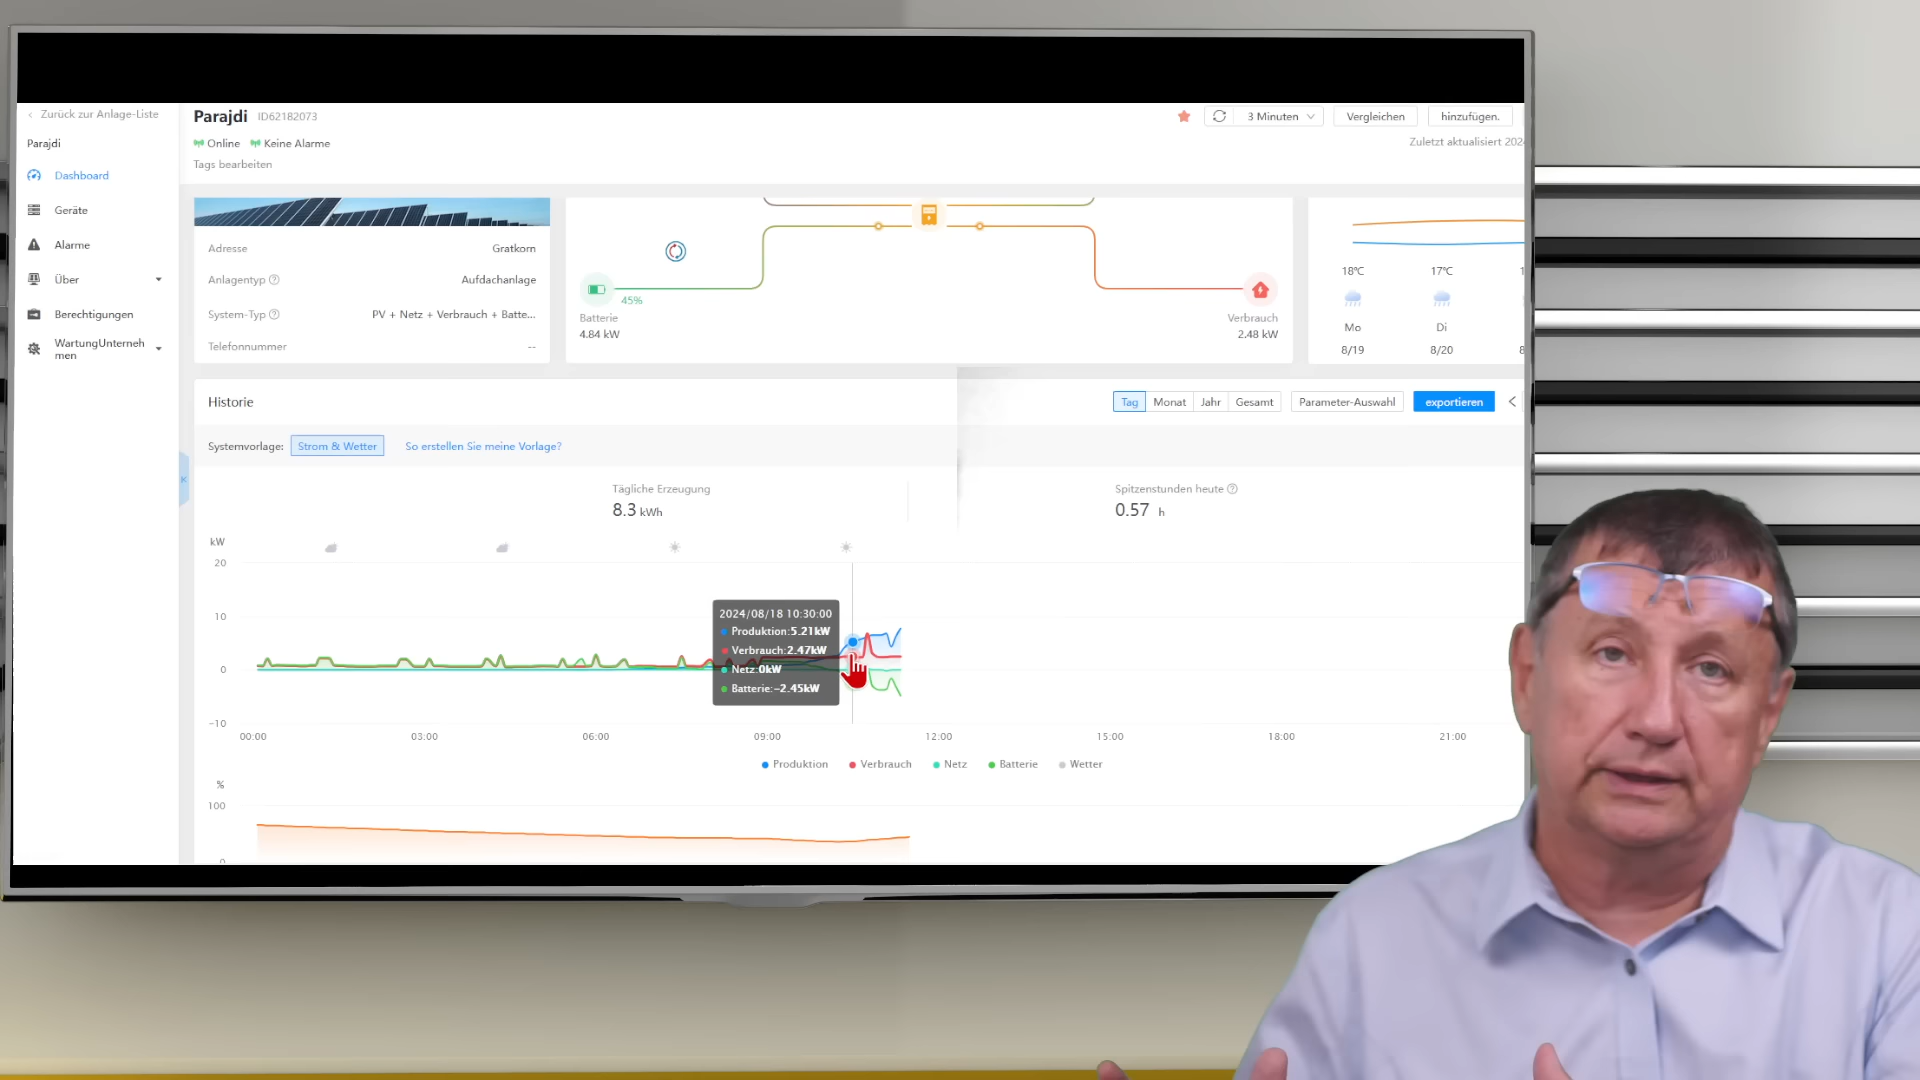 Zurück zur Anlage-Liste
Parajdi
Dashboard
Geräte
Alarme
Über
Berechtigungen
WartungUnterneh
men
Parajdi ID62182073
Online Keine Alarme
Tags bearbeiten
3 Minuten Vergleichen hinzufügen.
Zuletzt aktualisiert 202
Adresse Gratkorn
Anlagentyp Aufdachanlage
System-Typ PV + Netz + Verbrauch + Batte...
Telefonnummer --
45%
Batterie
4.84 kW
Verbrauch
2.48 kW
18℃ 17℃ 1
Mo Di
8/19 8/20 8
Historie
Tag Monat Jahr Gesamt Parameter-Auswahl exportieren
Systemvorlage: Strom & Wetter So erstellen Sie meine Vorlage?
Tägliche Erzeugung
8.3 kWh
Spitzenstunden heute
0.57 h
kW
20
10
0
-10
2024/08/18 10:30:00
Produktion:5.21kW
Verbrauch:2.47kW
Netz:0kW
Batterie:-2.45kW
00:00 03:00 06:00 09:00 12:00 15:00 18:00 21:00
Produktion Verbrauch Netz Batterie Wetter
%
100
0